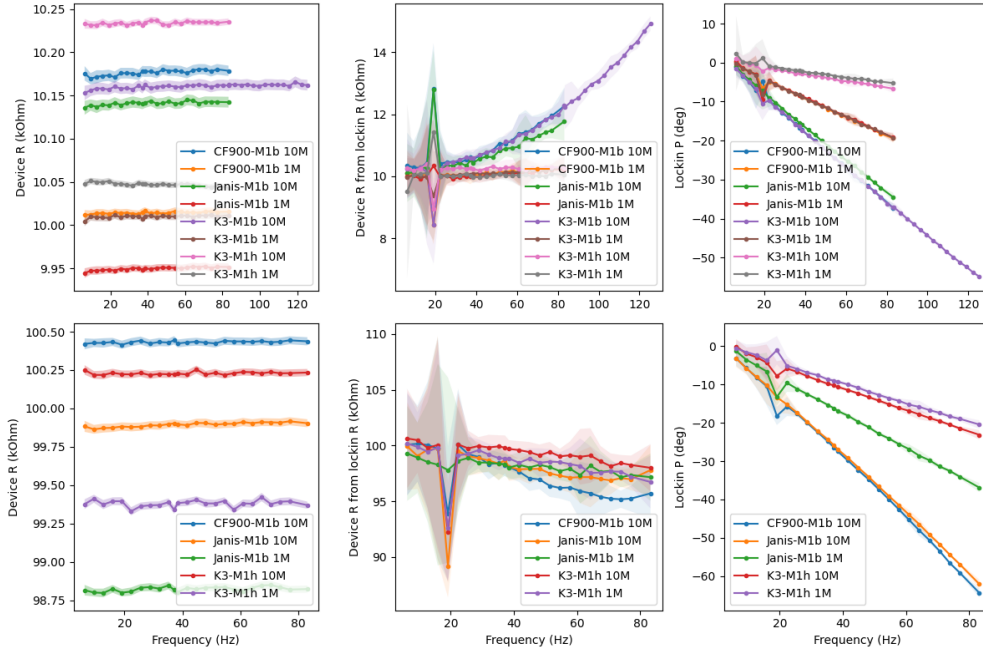 10.25
10.20
10.15
10.10
10.05
10.00
9.95
Device R (kOhm)
20 40 60 80 100 120
CF900-M1b 10M
CF900-M1b 1M
Janis-M1b 10M
Janis-M1b 1M
K3-M1b 10M
K3-M1b 1M
K3-M1h 10M
K3-M1h 1M
14
12
10
8
Device R from lockin R (kOhm)
20 40 60 80 100 120
CF900-M1b 10M
CF900-M1b 1M
Janis-M1b 10M
Janis-M1b 1M
K3-M1b 10M
K3-M1b 1M
K3-M1h 10M
K3-M1h 1M
10
0
−10
−20
−30
−40
−50
Lockin P (deg)
20 40 60 80 100 120
CF900-M1b 10M
CF900-M1b 1M
Janis-M1b 10M
Janis-M1b 1M
K3-M1b 10M
K3-M1b 1M
K3-M1h 10M
K3-M1h 1M
100.50
100.25
100.00
99.75
99.50
99.25
99.00
98.75
Device R (kOhm)
20 40 60 80
Frequency (Hz)
CF900-M1b 10M
Janis-M1b 10M
Janis-M1b 1M
K3-M1h 10M
K3-M1h 1M
110
105
100
95
90
Device R from lockin R (kOhm)
20 40 60 80
Frequency (Hz)
CF900-M1b 10M
Janis-M1b 10M
Janis-M1b 1M
K3-M1h 10M
K3-M1h 1M
0
−10
−20
−30
−40
−50
−60
Lockin P (deg)
20 40 60 80
Frequency (Hz)
CF900-M1b 10M
Janis-M1b 10M
Janis-M1b 1M
K3-M1h 10M
K3-M1h 1M